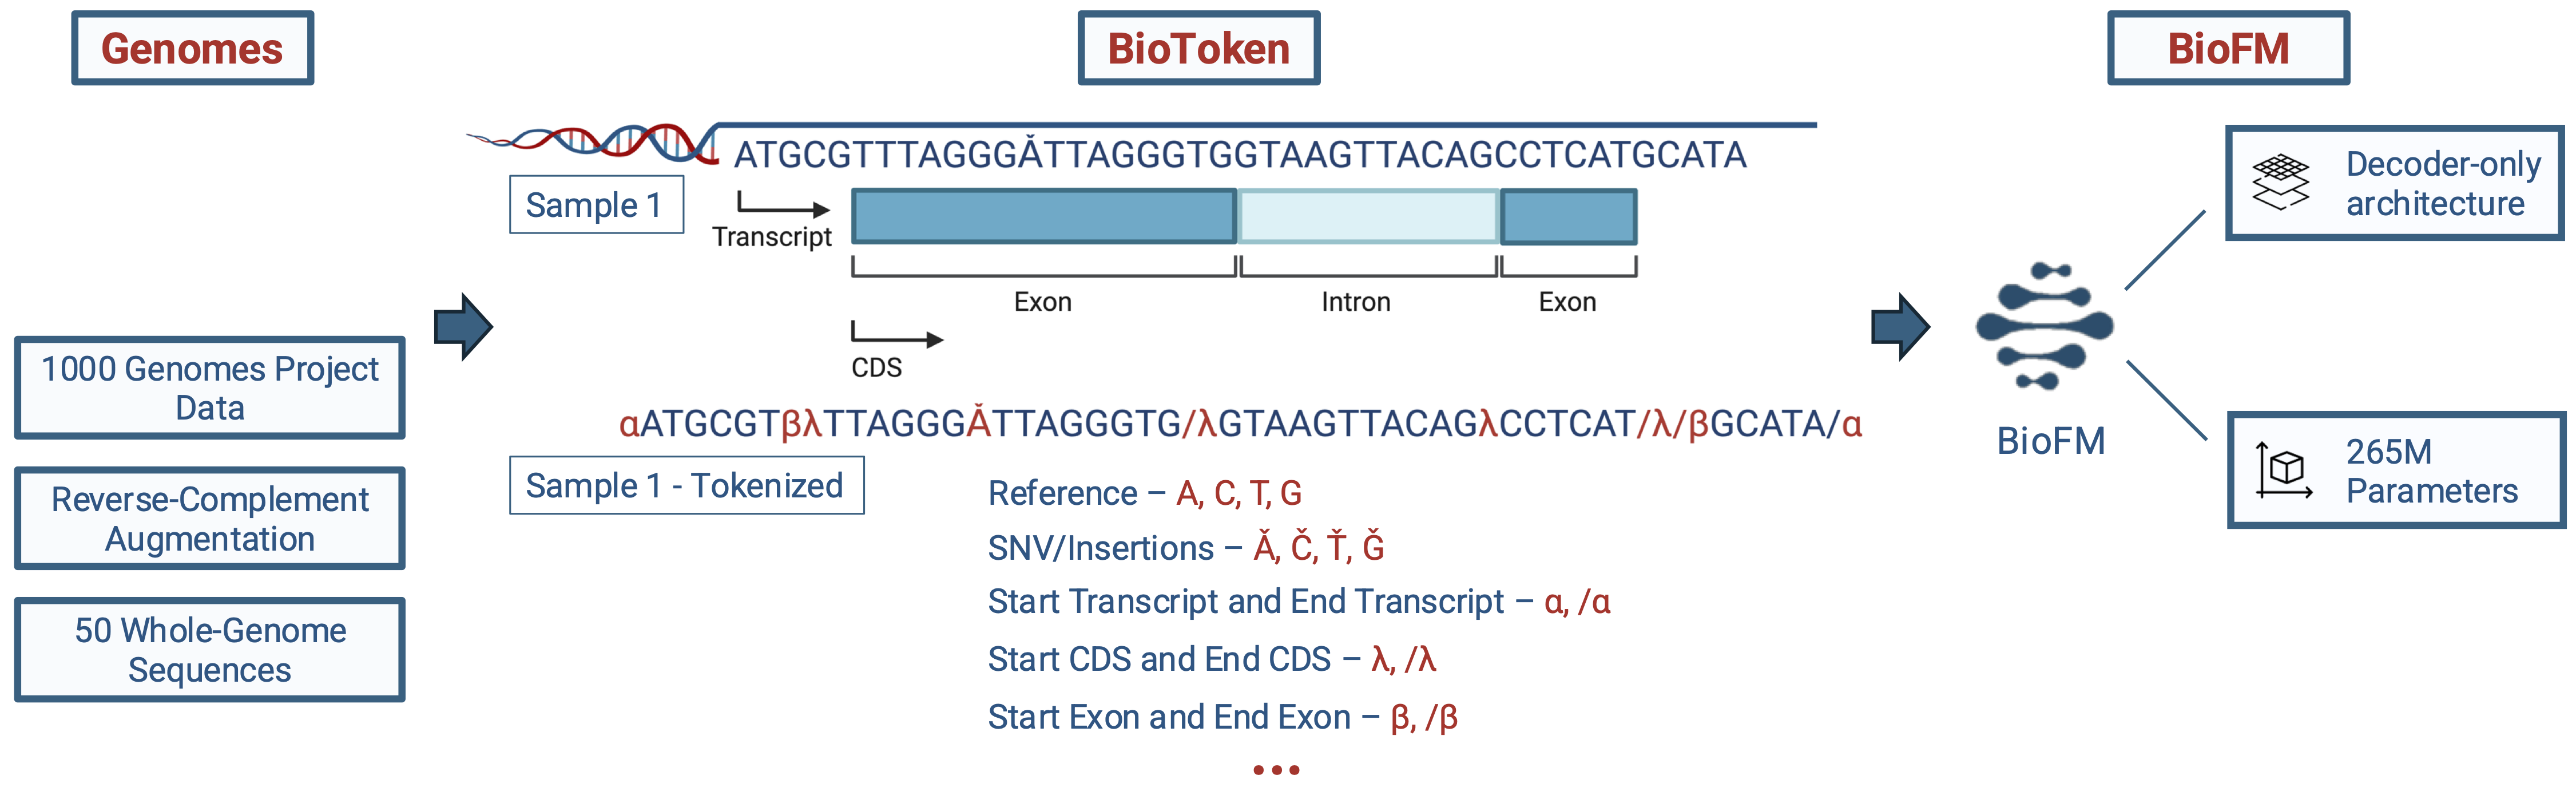 Genomes
1000 Genomes Project
Data
Reverse-Complement
Augmentation
50 Whole-Genome
Sequences
BioToken
ATGCGTTTAGGGǍTTAGGGTGGTAAGTTACAGCCTCATGCATA
Sample 1
Transcript
Exon
Intron
Exon
CDS
αATGCGTβλTTAGGGǍTTAGGGTG/λGTAAGTTACAGλCCTCAT/λ/βGCATA/α
Sample 1 - Tokenized
Reference – A, C, T, G
SNV/Insertions – Ǎ, Č, Ť, Ǧ
Start Transcript and End Transcript – α, /α
Start CDS and End CDS – λ, /λ
Start Exon and End Exon – β, /β
...
BioFM
BioFM
Decoder-only
architecture
265M
Parameters